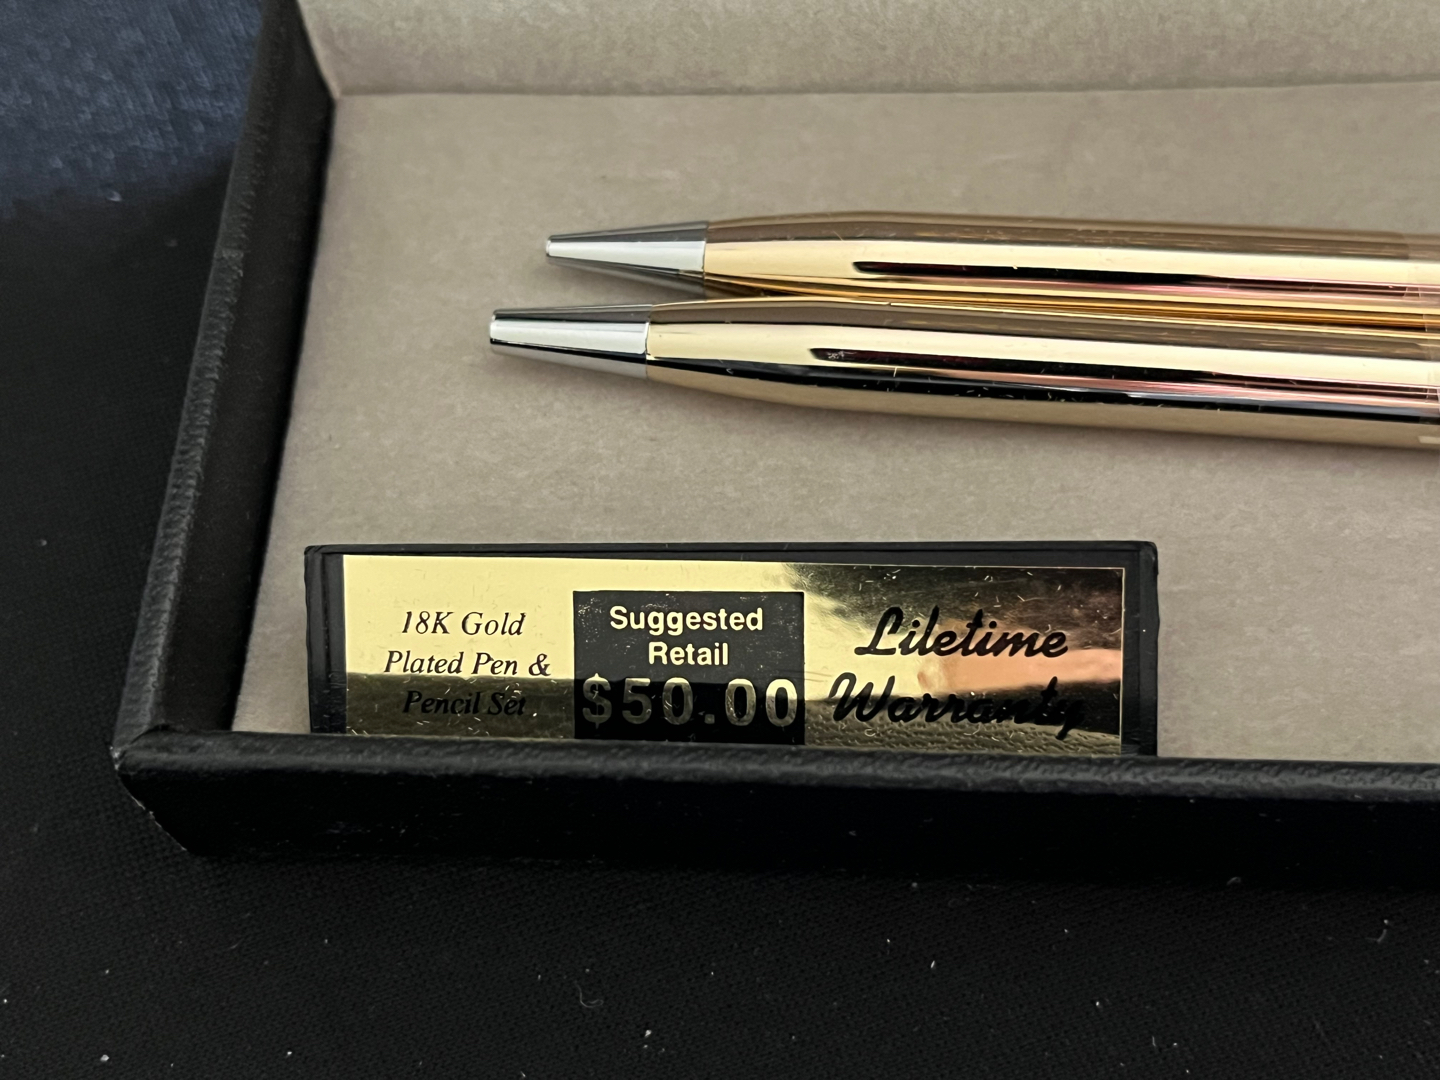 18K Gold
Plated Pen &
Pencil Set
Suggested
Retail
$50.00
Liletime
Warranty